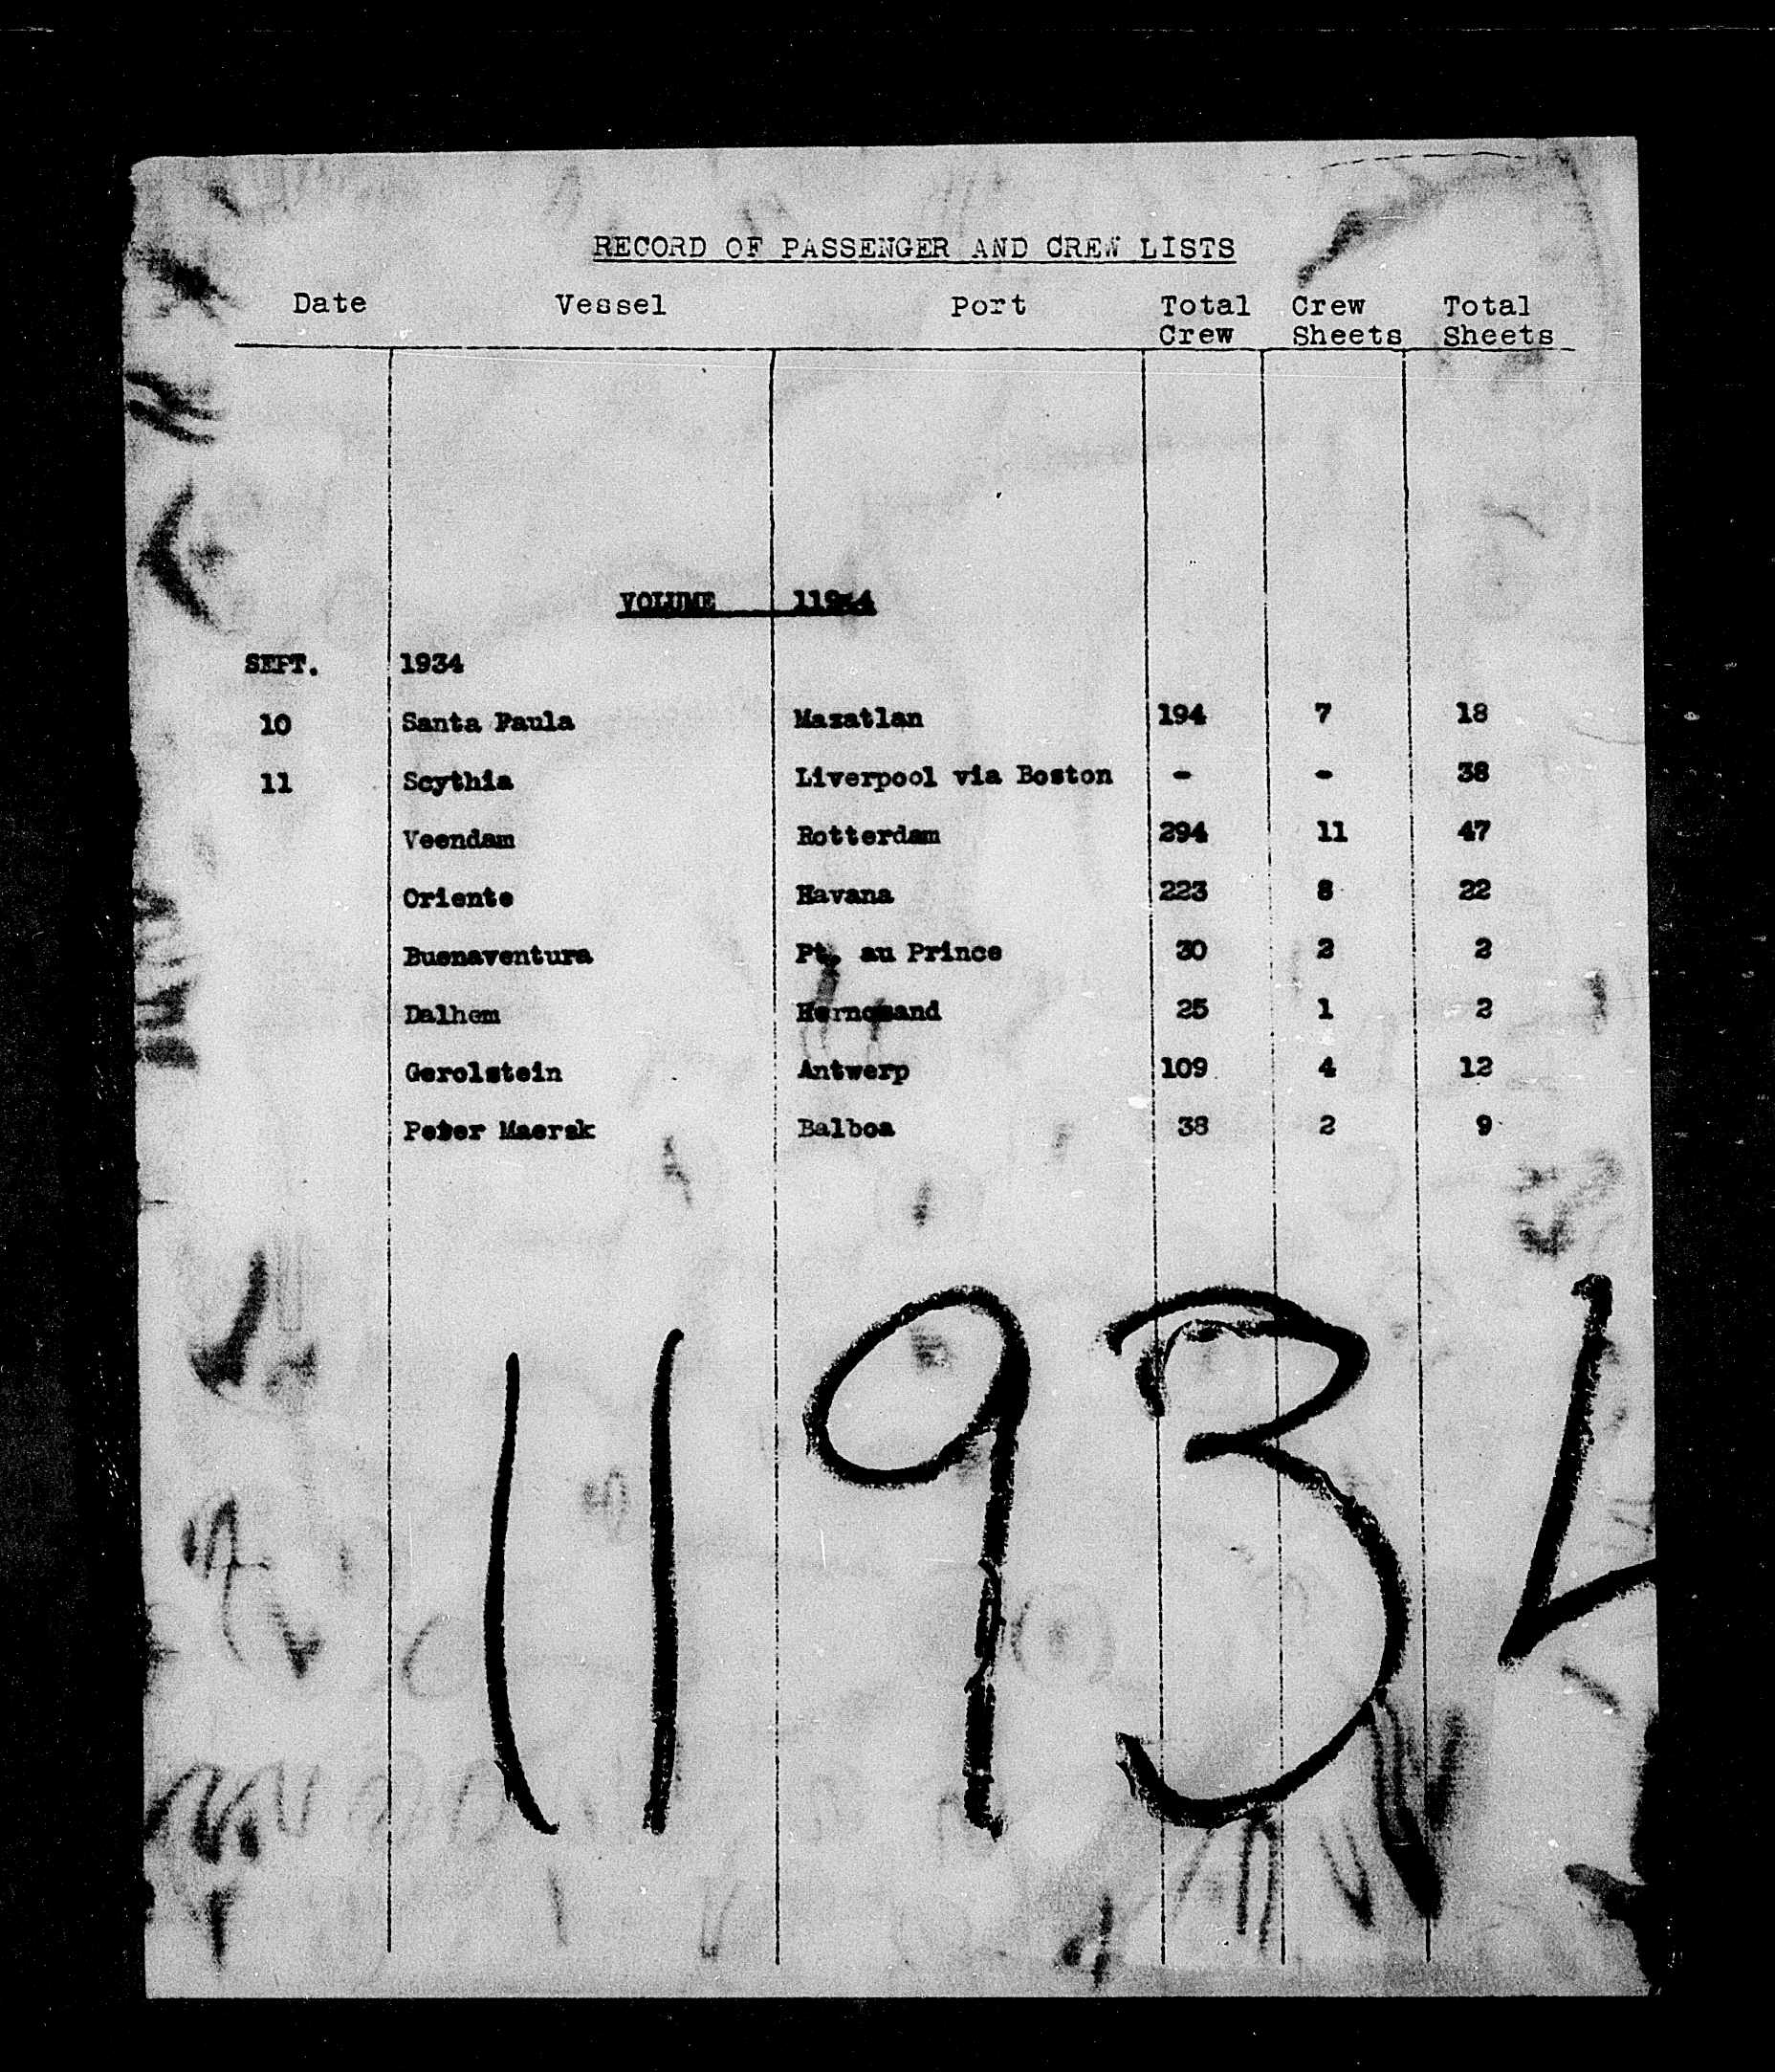 RECORD OF PASSENGER AND CREW LISTS
Date Vessel Port Total Crew Crew Sheets Total Sheets
VOLUME 11934
SEPT. 1934
10 Santa Paula Mazatlan 194 7 18
11 Scythia Liverpool via Boston - - 38
Veendam Rotterdam 294 11 47
Oriente Havana 223 8 22
Buenaventura Pt. au Prince 30 2 2
Dalhem Hernosand 25 1 2
Gerolstein Antwerp 109 4 12
Peter Maersk Balboa 38 2 9
1193